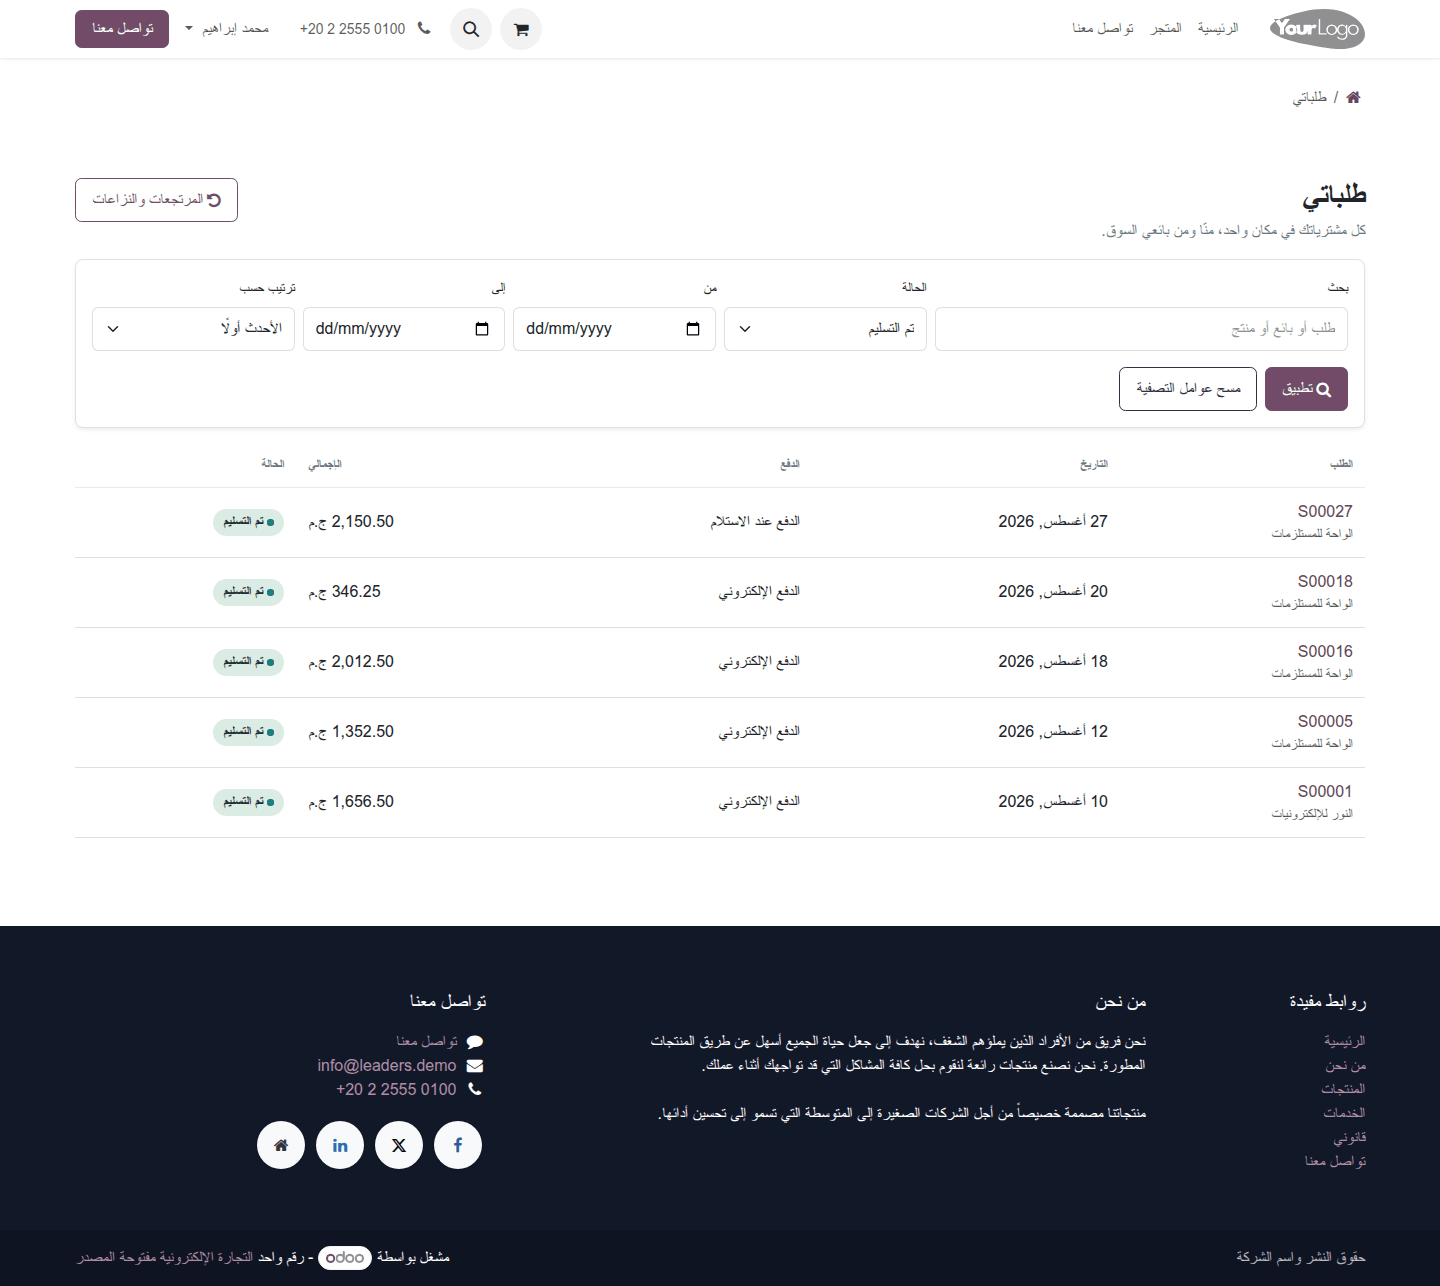 YourLogo
الرئيسية
المتجر
تواصل معنا
+20 2 2555 0100
محمد إبراهيم
تواصل معنا
/ طلباتي
طلباتي
كل مشترياتك في مكان واحد، منّا ومن بائعي السوق.
المرتجعات والنزاعات
بحث
الحالة
من
إلى
ترتيب حسب
طلب أو بائع أو منتج
تم التسليم
dd/mm/yyyy
dd/mm/yyyy
الأحدث أولًا
تطبيق
مسح عوامل التصفية
الطلب التاريخ الدفع الإجمالي الحالة
S00027 27 أغسطس, 2026 الدفع عند الاستلام 2,150.50 ج.م تم التسليم
الواحة للمستلزمات
S00018 20 أغسطس, 2026 الدفع الإلكتروني 346.25 ج.م تم التسليم
الواحة للمستلزمات
S00016 18 أغسطس, 2026 الدفع الإلكتروني 2,012.50 ج.م تم التسليم
الواحة للمستلزمات
S00005 12 أغسطس, 2026 الدفع الإلكتروني 1,352.50 ج.م تم التسليم
الواحة للمستلزمات
S00001 10 أغسطس, 2026 الدفع الإلكتروني 1,656.50 ج.م تم التسليم
النور للإلكترونيات
روابط مفيدة
الرئيسية
من نحن
المنتجات
الخدمات
قانوني
تواصل معنا
من نحن
نحن فريق من الأفراد الذين يملؤهم الشغف، نهدف إلى جعل حياة الجميع أسهل عن طريق المنتجات
المطورة. نحن نصنع منتجات رائعة لنقوم بحل كافة المشاكل التي قد تواجهك أثناء عملك.
منتجاتنا مصممة خصيصاً من أجل الشركات الصغيرة إلى المتوسطة التي تسمو إلى تحسين أدائها.
تواصل معنا
تواصل معنا
info@leaders.demo
+20 2 2555 0100
حقوق النشر واسم الشركة
مشغل بواسطة odoo - رقم واحد التجارة الإلكترونية مفتوحة المصدر